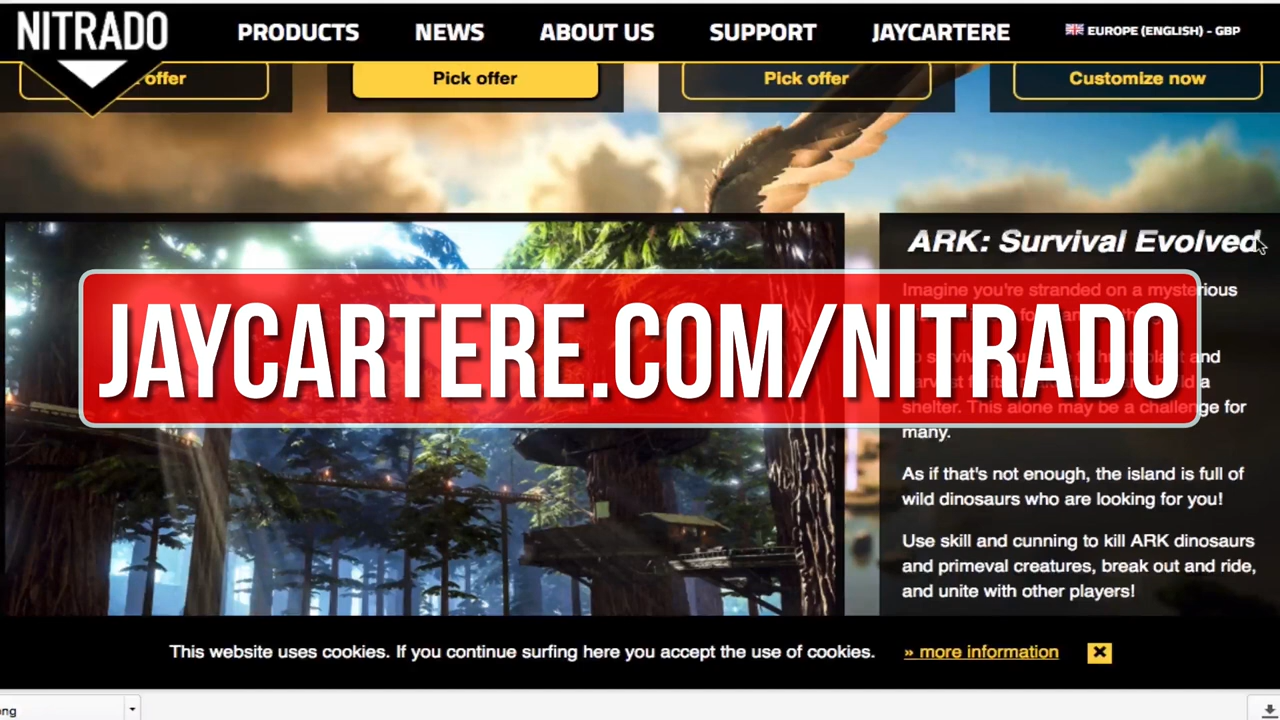 NITRADO
PRODUCTS
NEWS
ABOUT US
SUPPORT
JAYCARTERE
EUROPE (ENGLISH) - GBP
offer
Pick offer
Pick offer
Customize now
ARK: Survival Evolved
Imagine you're stranded on a mysterious
JAYCARTERE.COM/NITRADO
and
a
shelter. This alone may be a challenge for
many.
As if that's not enough, the island is full of
wild dinosaurs who are looking for you!
Use skill and cunning to kill ARK dinosaurs
and primeval creatures, break out and ride,
and unite with other players!
This website uses cookies. If you continue surfing here you accept the use of cookies.
» more information
ong